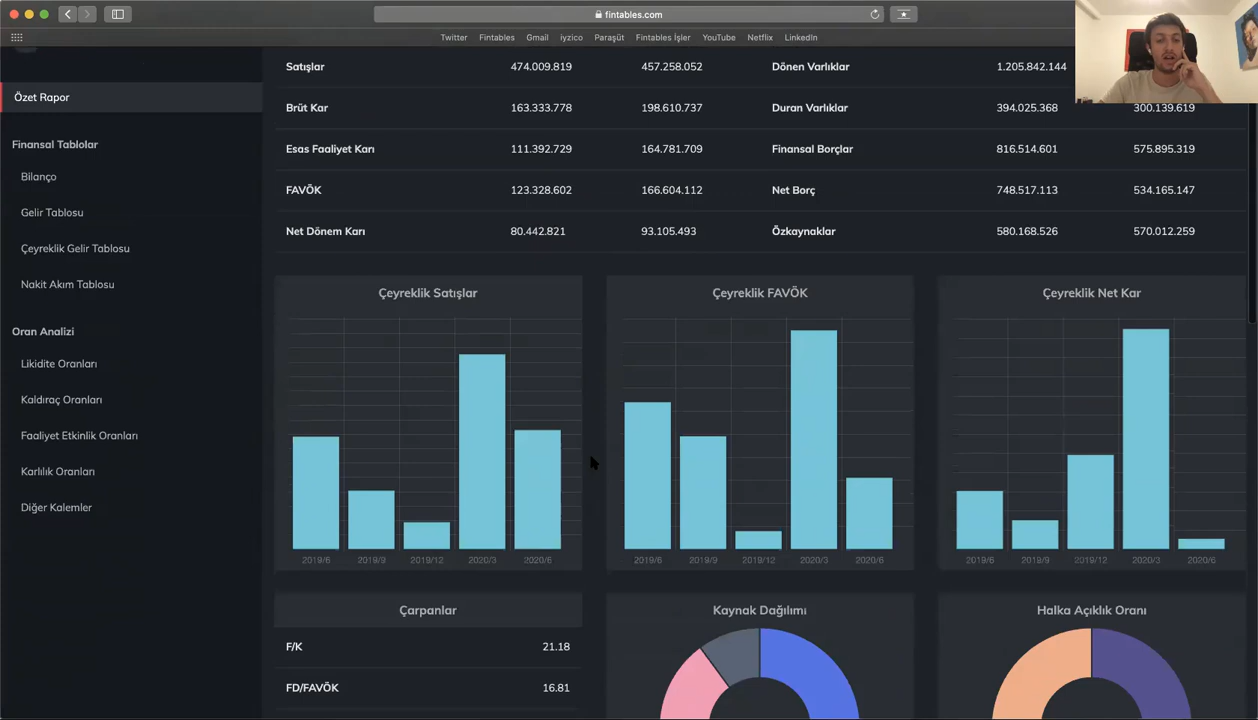 fintables.com
Twitter Fintables Gmail iyzico Paraşüt Fintables İşler YouTube Netflix LinkedIn
Özet Rapor
Finansal Tablolar
Bilanço
Gelir Tablosu
Çeyreklik Gelir Tablosu
Nakit Akım Tablosu
Oran Analizi
Likidite Oranları
Kaldıraç Oranları
Faaliyet Etkinlik Oranları
Karlılık Oranları
Diğer Kalemler
Satışlar 474.009.819 457.258.052 Dönen Varlıklar 1.205.842.144
Brüt Kar 163.333.778 198.610.737 Duran Varlıklar 394.025.368 300.139.619
Esas Faaliyet Karı 111.392.729 164.781.709 Finansal Borçlar 816.514.601 575.895.319
FAVÖK 123.328.602 166.604.112 Net Borç 748.517.113 534.165.147
Net Dönem Karı 80.442.821 93.105.493 Özkaynaklar 580.168.526 570.012.259
Çeyreklik Satışlar
2019/6 2019/9 2019/12 2020/3 2020/6
Çeyreklik FAVÖK
2019/6 2019/9 2019/12 2020/3 2020/6
Çeyreklik Net Kar
2019/6 2019/9 2019/12 2020/3 2020/6
Çarpanlar
F/K 21.18
FD/FAVÖK 16.81
Kaynak Dağılımı
Halka Açıklık Oranı